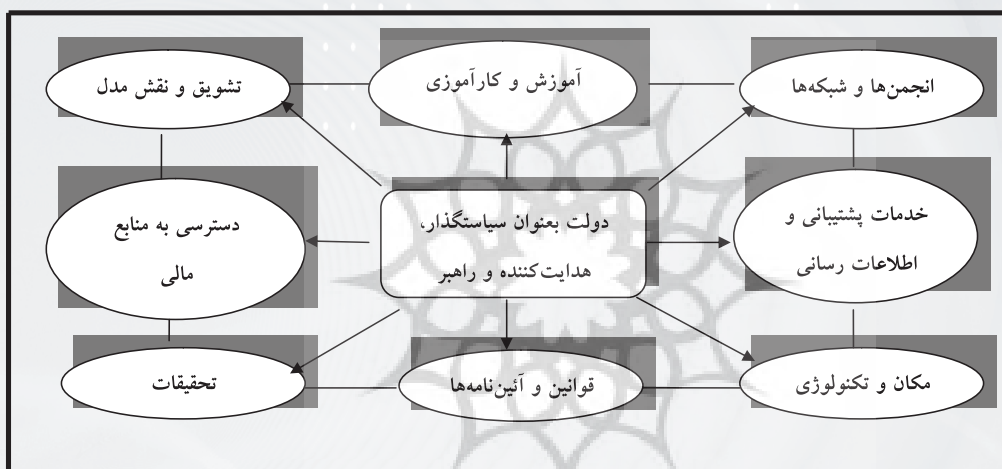 انجمن‌ها و شبکه‌ها
آموزش و کارآموزی
تشویق و نقش مدل
خدمات پشتیبانی و
اطلاعات رسانی
دولت بعنوان سیاستگذار،
هدایت‌کننده و راهبر
دسترسی به منابع
مالی
مکان و تکنولوژی
قوانین و آئین‌نامه‌ها
تحقیقات